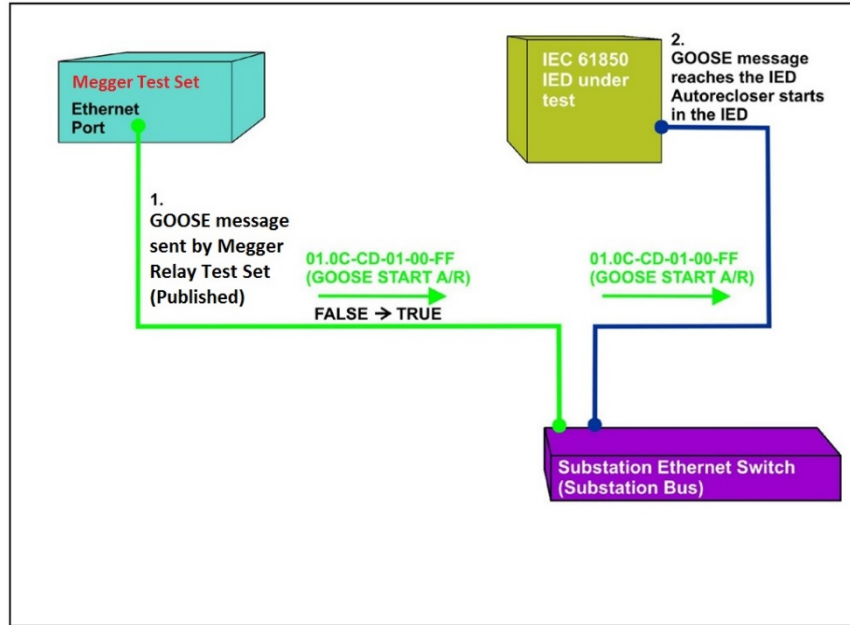 Megger Test Set
Ethernet
Port
IEC 61850
IED under
test
2.
GOOSE message
reaches the IED
Autorecloser starts
in the IED
1.
GOOSE message
sent by Megger
Relay Test Set
(Published)
01.0C-CD-01-00-FF
(GOOSE START A/R)
FALSE → TRUE
01.0C-CD-01-00-FF
(GOOSE START A/R)
Substation Ethernet Switch
(Substation Bus)